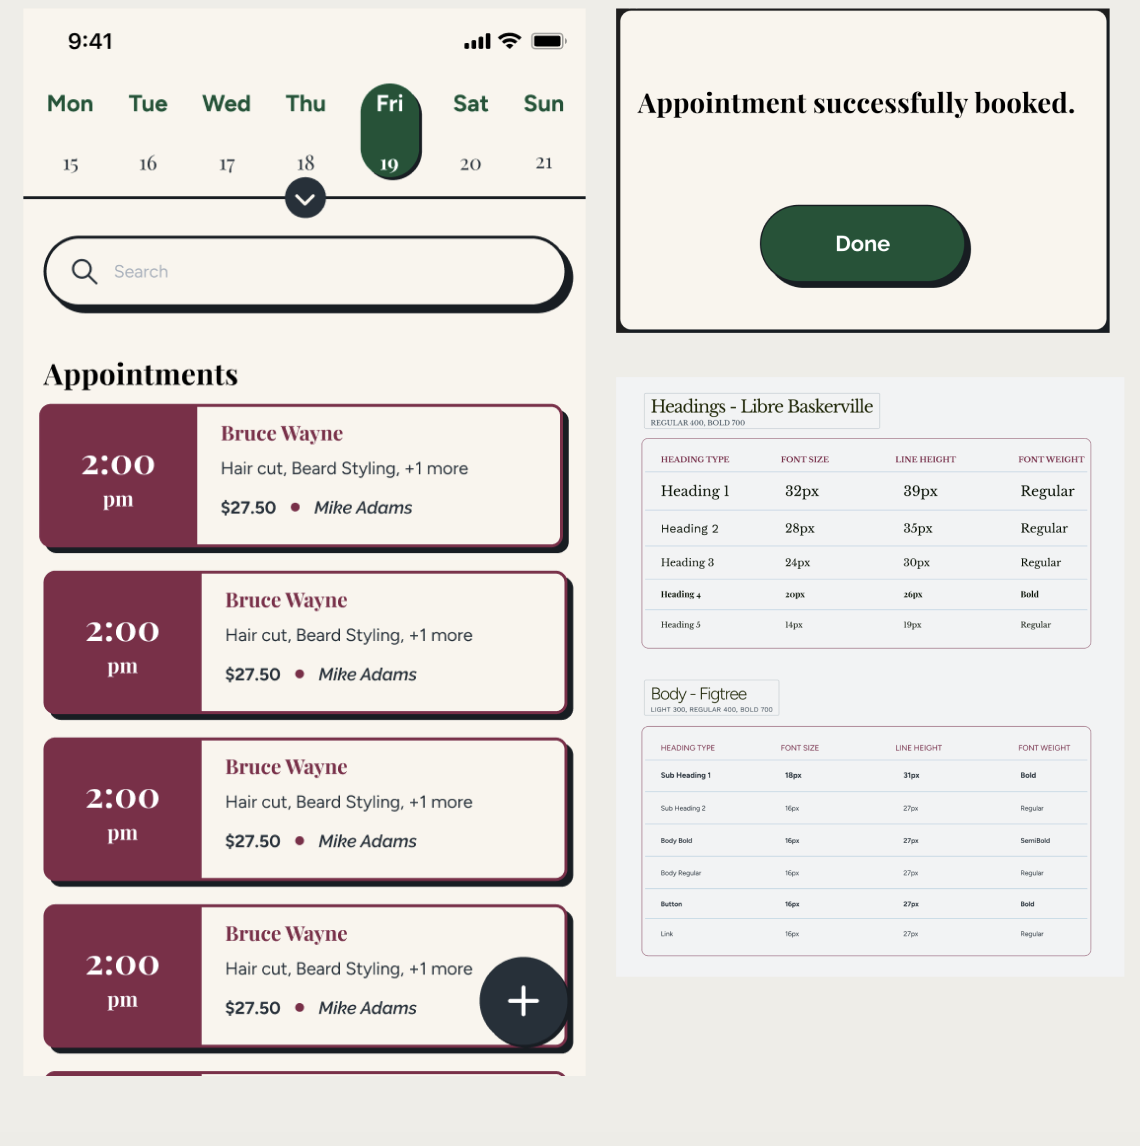 9:41
Mon Tue Wed Thu Fri Sat Sun
15 16 17 18 19 20 21
Search
Appointments
2:00
pm
Bruce Wayne
Hair cut, Beard Styling, +1 more
$27.50 • Mike Adams
2:00
pm
Bruce Wayne
Hair cut, Beard Styling, +1 more
$27.50 • Mike Adams
2:00
pm
Bruce Wayne
Hair cut, Beard Styling, +1 more
$27.50 • Mike Adams
2:00
pm
Bruce Wayne
Hair cut, Beard Styling, +1 more
$27.50 • Mike Adams
Appointment successfully booked.
Done
Headings - Libre Baskerville
REGULAR 400, BOLD 700
HEADING TYPE FONT SIZE LINE HEIGHT FONT WEIGHT
Heading 1 32px 39px Regular
Heading 2 28px 35px Regular
Heading 3 24px 30px Regular
Heading 4 20px 26px Bold
Heading 5 14px 19px Regular
Body - Figtree
LIGHT 300, REGULAR 400, BOLD 700
HEADING TYPE FONT SIZE LINE HEIGHT FONT WEIGHT
Sub Heading 1 18px 31px Bold
Sub Heading 2 16px 27px Regular
Body Bold 16px 27px SemiBold
Body Regular 16px 27px Regular
Button 16px 27px Bold
Link 16px 27px Regular